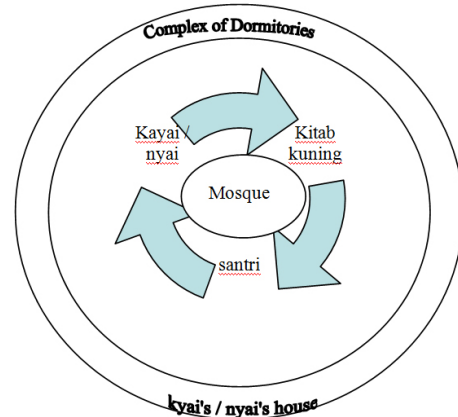 Complex of Dormitories
Kayai / 
nyai
Kitab
kuning
Mosque
santri
kyai's / nyai's house